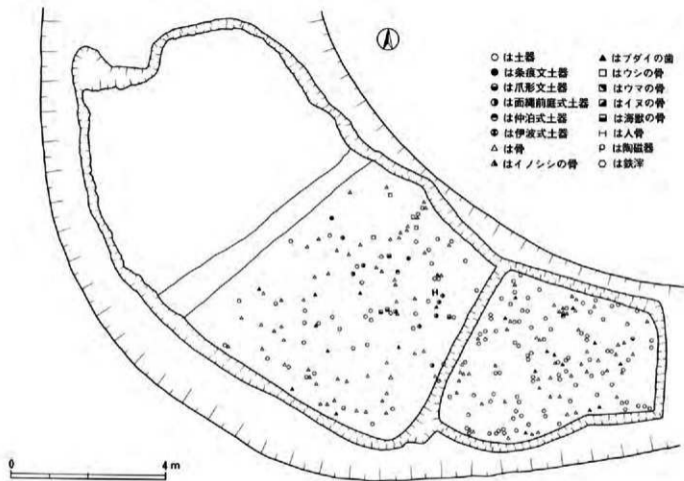 ○は土器
●は条痕文土器
は爪形文土器
は面縄前庭式土器
は仲泊式土器
は伊波式土器
△は骨
▲はイノシシの骨
▲はブダイの歯
□はウシの骨
はウマの骨
はイヌの骨
は海獣の骨
Hは人骨
Pは陶磁器
は鉄滓
H
0 4m